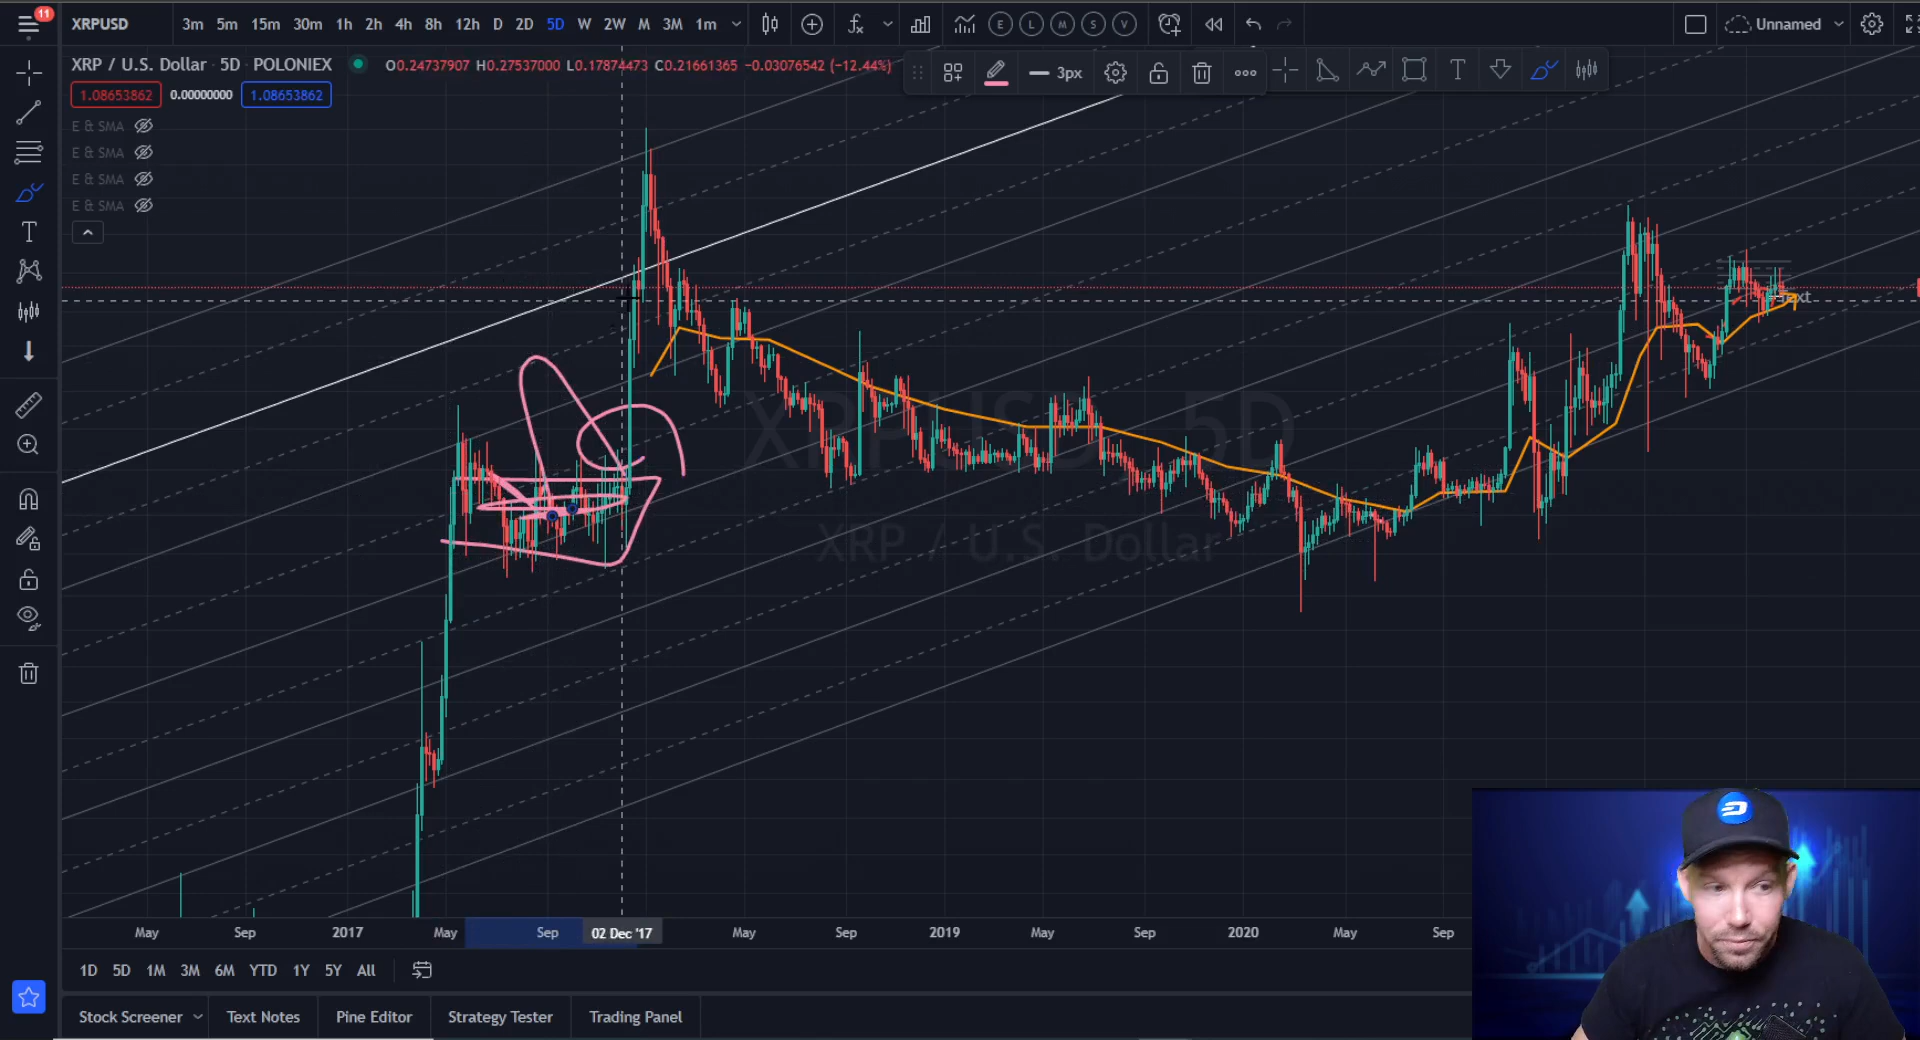 11
XRPUSD 3m 5m 15m 30m 1h 2h 4h 8h 12h D 2D 5D W 2W M 3M 1m E L M S V Unnamed
XRP / U.S. Dollar · 5D · POLONIEX O0.24737907 H0.27537000 L0.17874473 C0.21661365 −0.03076542 (−12.44%) 3px T
1.08653862 0.00000000 1.08653862
E & SMA
E & SMA
E & SMA
E & SMA
Text
XRPUSD, 5D
XRP / U.S. Dollar
May Sep 2017 May Sep 02 Dec '17 May Sep 2019 May Sep 2020 May Sep
1D 5D 1M 3M 6M YTD 1Y 5Y All
Stock Screener Text Notes Pine Editor Strategy Tester Trading Panel